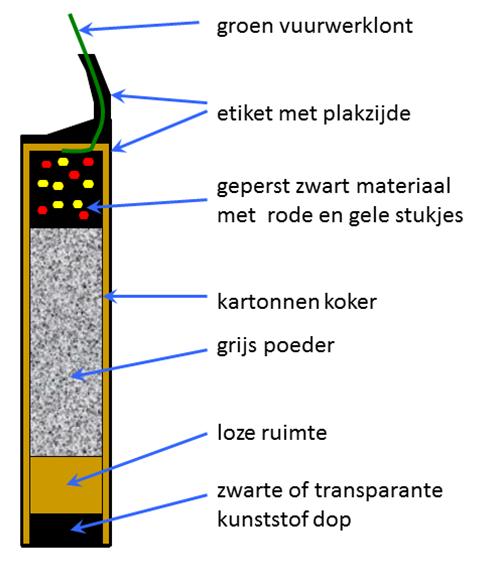 groen vuurwerklont
etiket met plakzijde
geperst zwart materiaal
met rode en gele stukjes
kartonnen koker
grijs poeder
loze ruimte
zwarte of transparante
kunststof dop